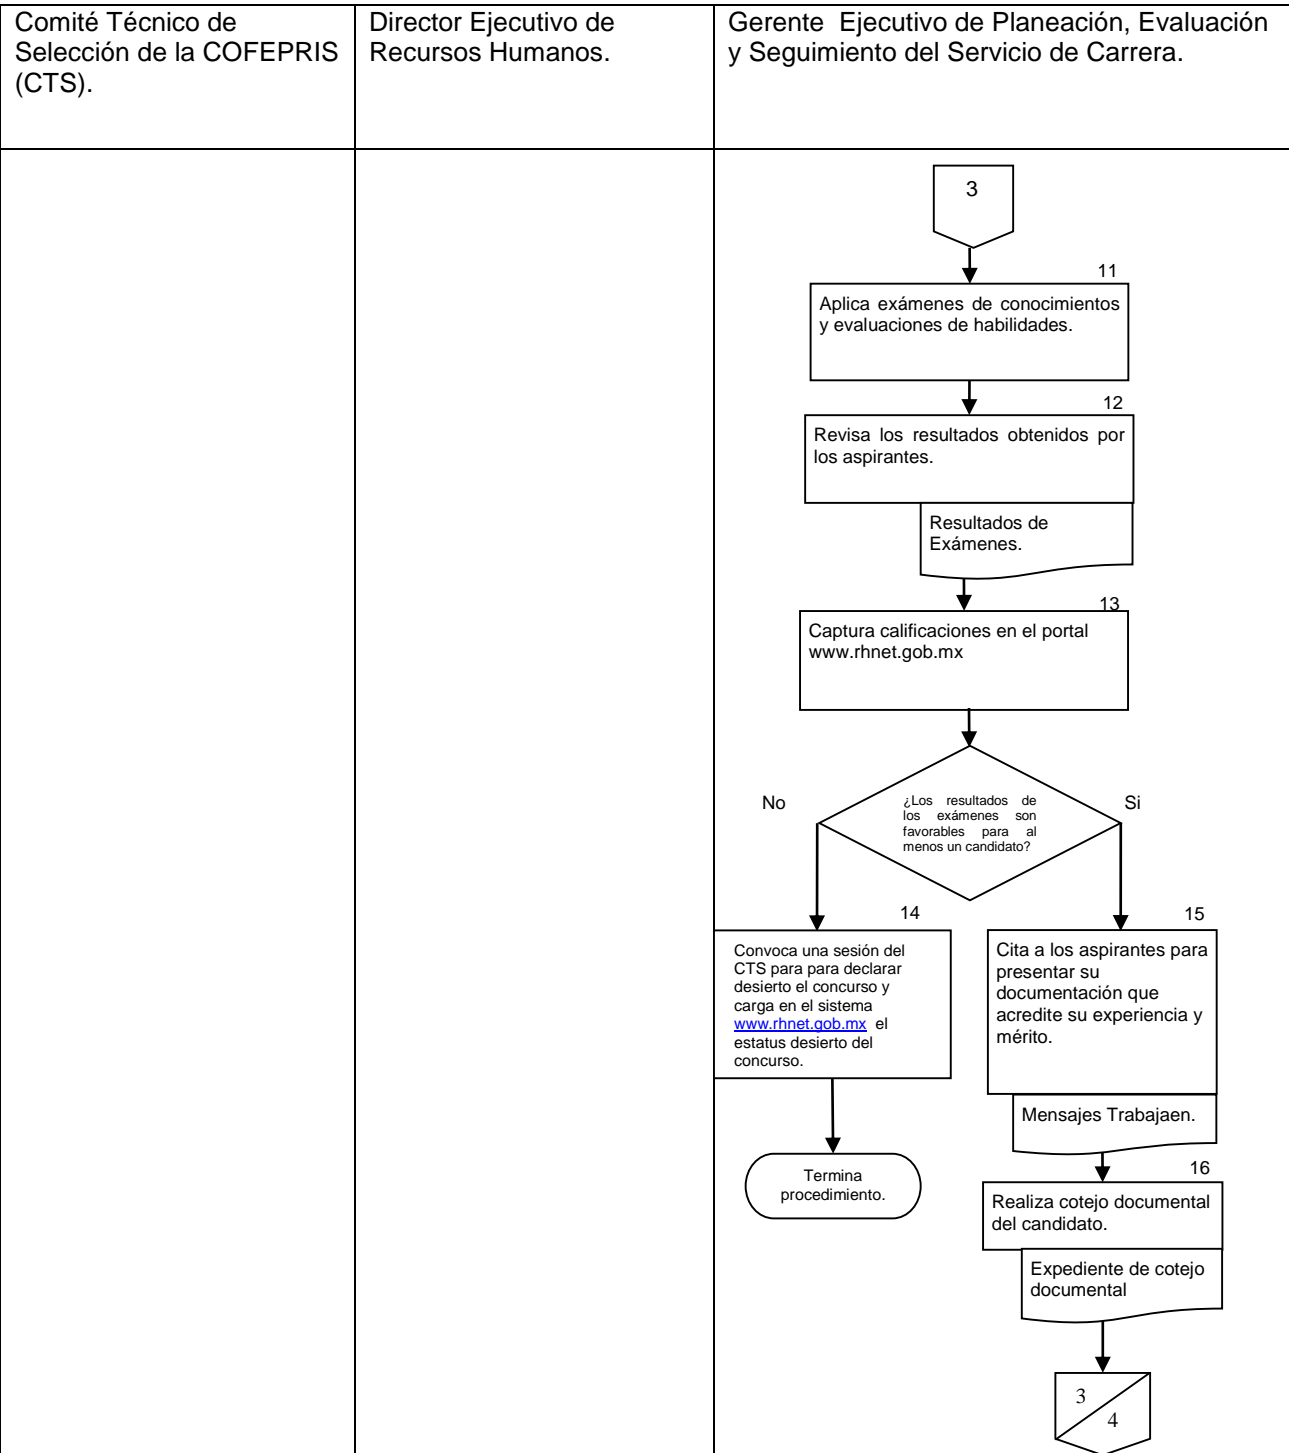 Comité Técnico de
Selección de la COFEPRIS
(CTS).
Director Ejecutivo de
Recursos Humanos.
Gerente  Ejecutivo de Planeación, Evaluación
y Seguimiento del Servicio de Carrera.
3
11
Aplica exámenes de conocimientos
y evaluaciones de habilidades.
12
Revisa los resultados obtenidos por
los aspirantes.
Resultados de
Exámenes.
13
Captura calificaciones en el portal
www.rhnet.gob.mx
No
¿Los resultados de
los exámenes son
favorables para al
menos un candidato?
Si
14
Convoca una sesión del
CTS para para declarar
desierto el concurso y
carga en el sistema
www.rhnet.gob.mx  el
estatus desierto del
concurso.
Termina
procedimiento.
15
Cita a los aspirantes para
presentar su
documentación que
acredite su experiencia y
mérito.
Mensajes Trabajaen.
16
Realiza cotejo documental
del candidato.
Expediente de cotejo
documental
3
4